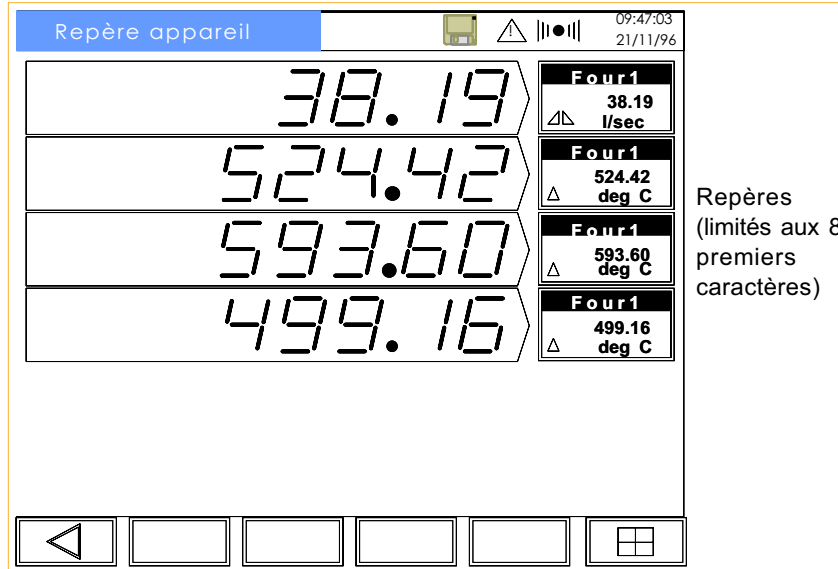 Repère appareil
09:47:03
21/11/96
38.19
Four1
38.19
l/sec
524.42
Four1
524.42
deg C
593.60
Four1
593.60
deg C
499.16
Four1
499.16
deg C
Repères
(limités aux 8
premiers
caractères)